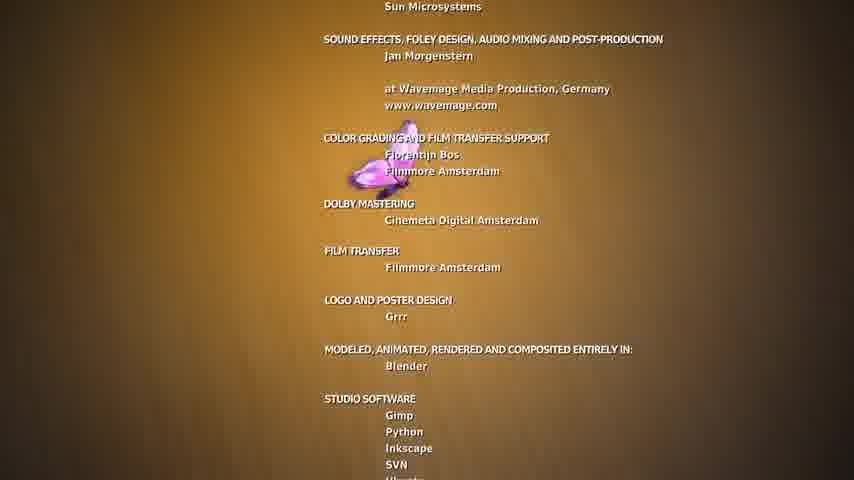 Sun Microsystems
SOUND EFFECTS, FOLEY DESIGN, AUDIO MIXING AND POST-PRODUCTION
Jan Morgenstern
at Wavemage Media Production, Germany
www.wavemage.com
COLOR GRADING AND FILM TRANSFER SUPPORT
Florentijn Bos
Filmmore Amsterdam
DOLBY MASTERING
Cinemeta Digital Amsterdam
FILM TRANSFER
Filmmore Amsterdam
LOGO AND POSTER DESIGN
Grrr
MODELED, ANIMATED, RENDERED AND COMPOSITED ENTIRELY IN:
Blender
STUDIO SOFTWARE
Gimp
Python
Inkscape
SVN